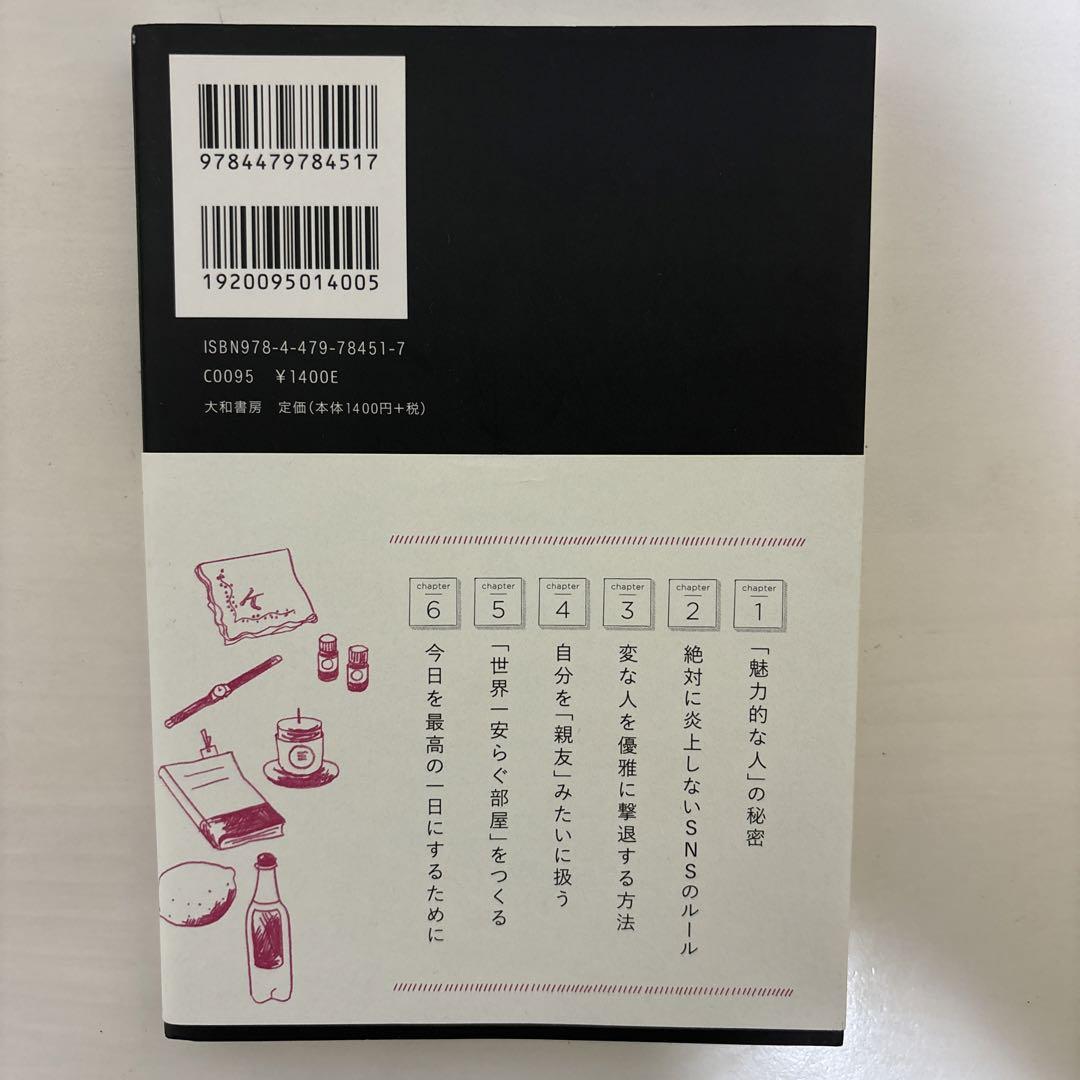 9784479784517
1920095014005
ISBN978-4-479-78451-7
C0095 ¥1400E
大和書房 定価(本体1400円+税)
chapter
1
「魅力的な人」の秘密
chapter
2
絶対に炎上しないSNSのルール
chapter
3
変な人を優雅に撃退する方法
chapter
4
自分を「親友」みたいに扱う
chapter
5
「世界一安らぐ部屋」をつくる
chapter
6
今日を最高の一日にするために